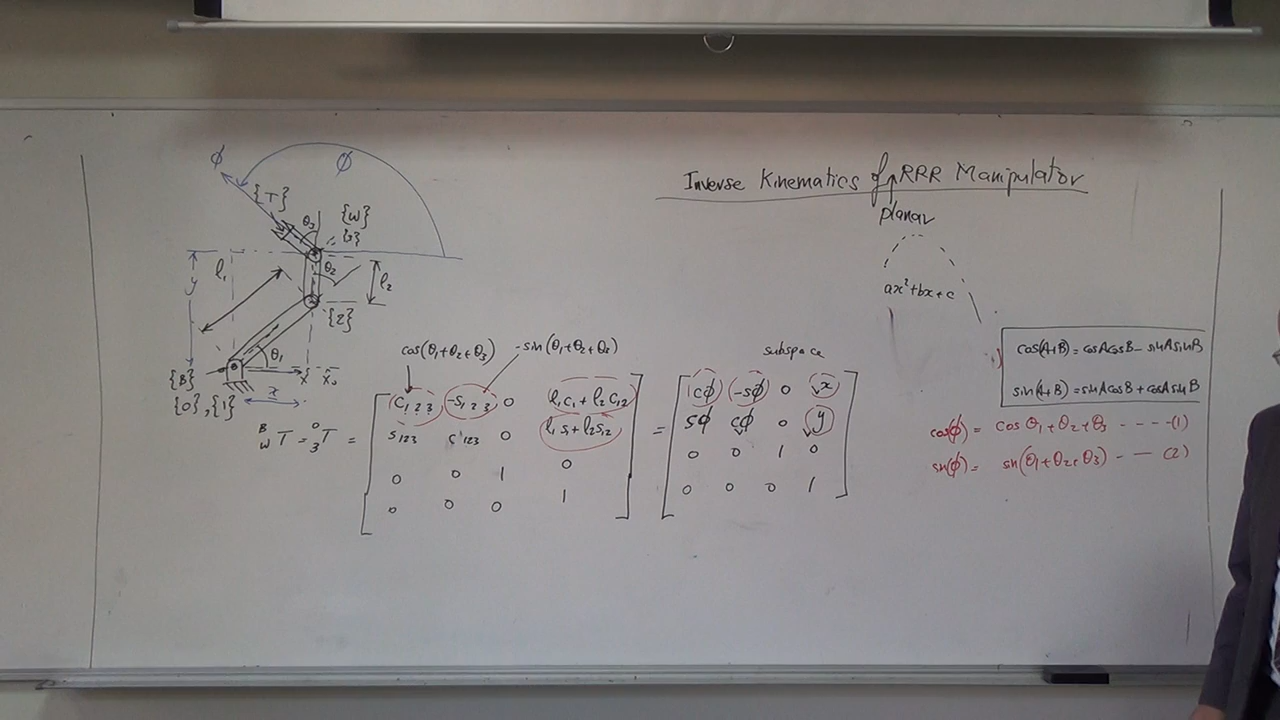 Inverse Kinematics of RRR Manipulator
planar
ax²+bx+c
ϕ
ϕ
{T}
θ3
{W}
{3}
θ2
l1
l2
y
{2}
θ1
{B}
{0},{1}
x
cos(θ1+θ2+θ3)
-sin(θ1+θ2+θ3)
subspace
B W T = 0 3 T =
C123 -S123 0 l1C1+l2C12
S123 C123 0 l1S1+l2S12
0 0 1 0
0 0 0 1
=
cϕ -sϕ 0 x
sϕ cϕ 0 y
0 0 1 0
0 0 0 1
cos(A+B)=cosAcosB-sinAsinB
sin(A+B)=sinAcosB+cosAsinB
cos(ϕ)= cos θ1+θ2+θ3 ----(1)
sin(ϕ)= sin(θ1+θ2+θ3) --- (2)